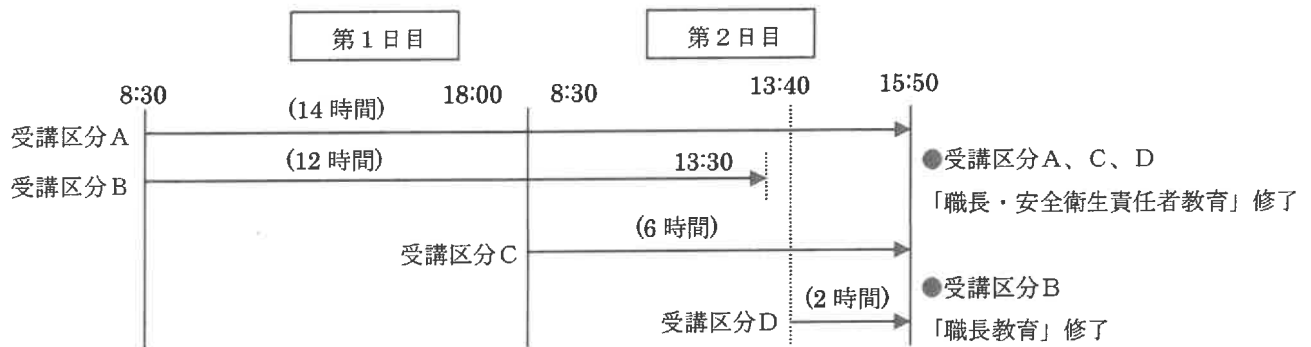 第1日目
第2日目
8:30
18:00
8:30
13:40
15:50
(14時間)
受講区分A
(12時間)
13:30
受講区分B
●受講区分A、C、D
「職長・安全衛生責任者教育」修了
(6時間)
受講区分C
●受講区分B
(2時間)
受講区分D
「職長教育」修了